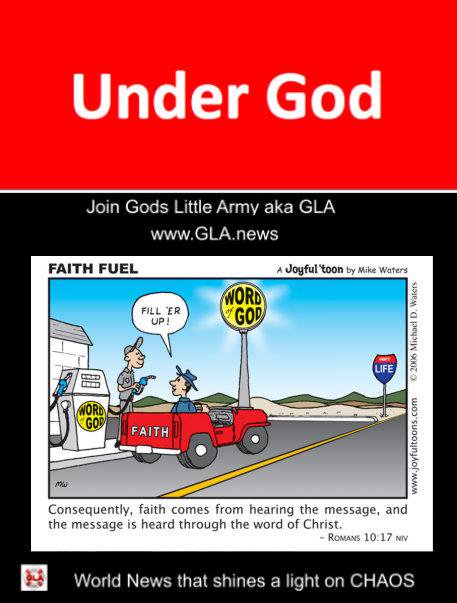 Under God
Join Gods Little Army aka GLA
www.GLA.news
FAITH FUEL
A Joyful'toon by Mike Waters
FILL 'ER
UP!
WORD
of
GOD
HWY
LIFE
WORD
of
GOD
FAITH
MW
© 2006 Michael D. Waters
www.joyfultoons.com
Consequently, faith comes from hearing the message, and
the message is heard through the word of Christ.
– ROMANS 10:17 NIV
World News that shines a light on CHAOS